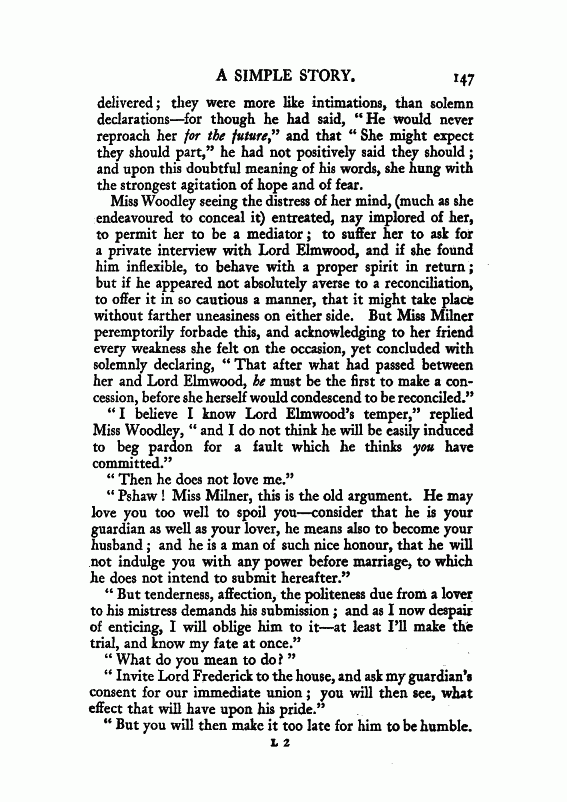 A SIMPLE STORY. 147
delivered; they were more like intimations, than solemn
declarations—for though he had said, "He would never
reproach her for the future," and that "She might expect
they should part," he had not positively said they should;
and upon this doubtful meaning of his words, she hung with
the strongest agitation of hope and of fear.
Miss Woodley seeing the distress of her mind, (much as she
endeavoured to conceal it) entreated, nay implored of her,
to permit her to be a mediator; to suffer her to ask for
a private interview with Lord Elmwood, and if she found
him inflexible, to behave with a proper spirit in return;
but if he appeared not absolutely averse to a reconciliation,
to offer it in so cautious a manner, that it might take place
without farther uneasiness on either side. But Miss Milner
peremptorily forbade this, and acknowledging to her friend
every weakness she felt on the occasion, yet concluded with
solemnly declaring, "That after what had passed between
her and Lord Elmwood, he must be the first to make a con-
cession, before she herself would condescend to be reconciled."
"I believe I know Lord Elmwood's temper," replied
Miss Woodley, "and I do not think he will be easily induced
to beg pardon for a fault which he thinks you have
committed."
"Then he does not love me."
"Pshaw! Miss Milner, this is the old argument. He may
love you too well to spoil you—consider that he is your
guardian as well as your lover, he means also to become your
husband; and he is a man of such nice honour, that he will
not indulge you with any power before marriage, to which
he does not intend to submit hereafter."
"But tenderness, affection, the politeness due from a lover
to his mistress demands his submission; and as I now despair
of enticing, I will oblige him to it—at least I'll make the
trial, and know my fate at once."
"What do you mean to do?"
"Invite Lord Frederick to the house, and ask my guardian's
consent for our immediate union; you will then see, what
effect that will have upon his pride."
"But you will then make it too late for him to be humble.
L 2